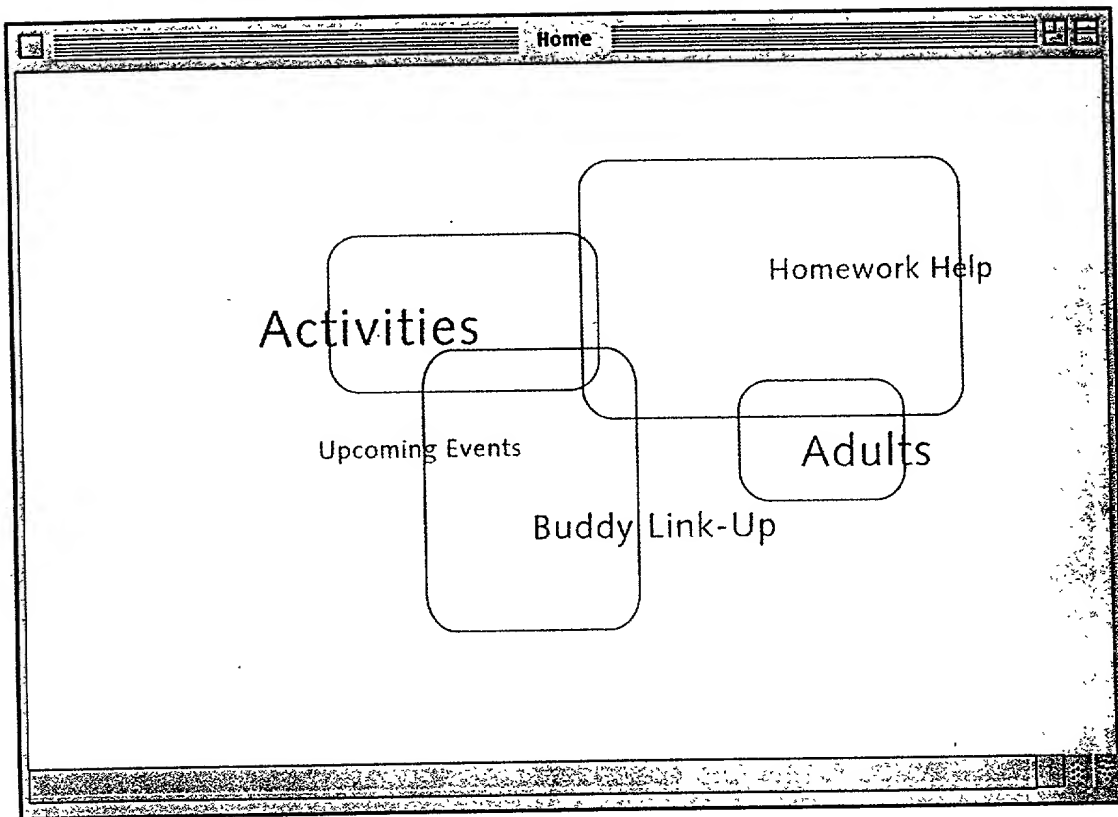 Home
Homework Help
Activities
Adults
Upcoming Events
Buddy Link-Up